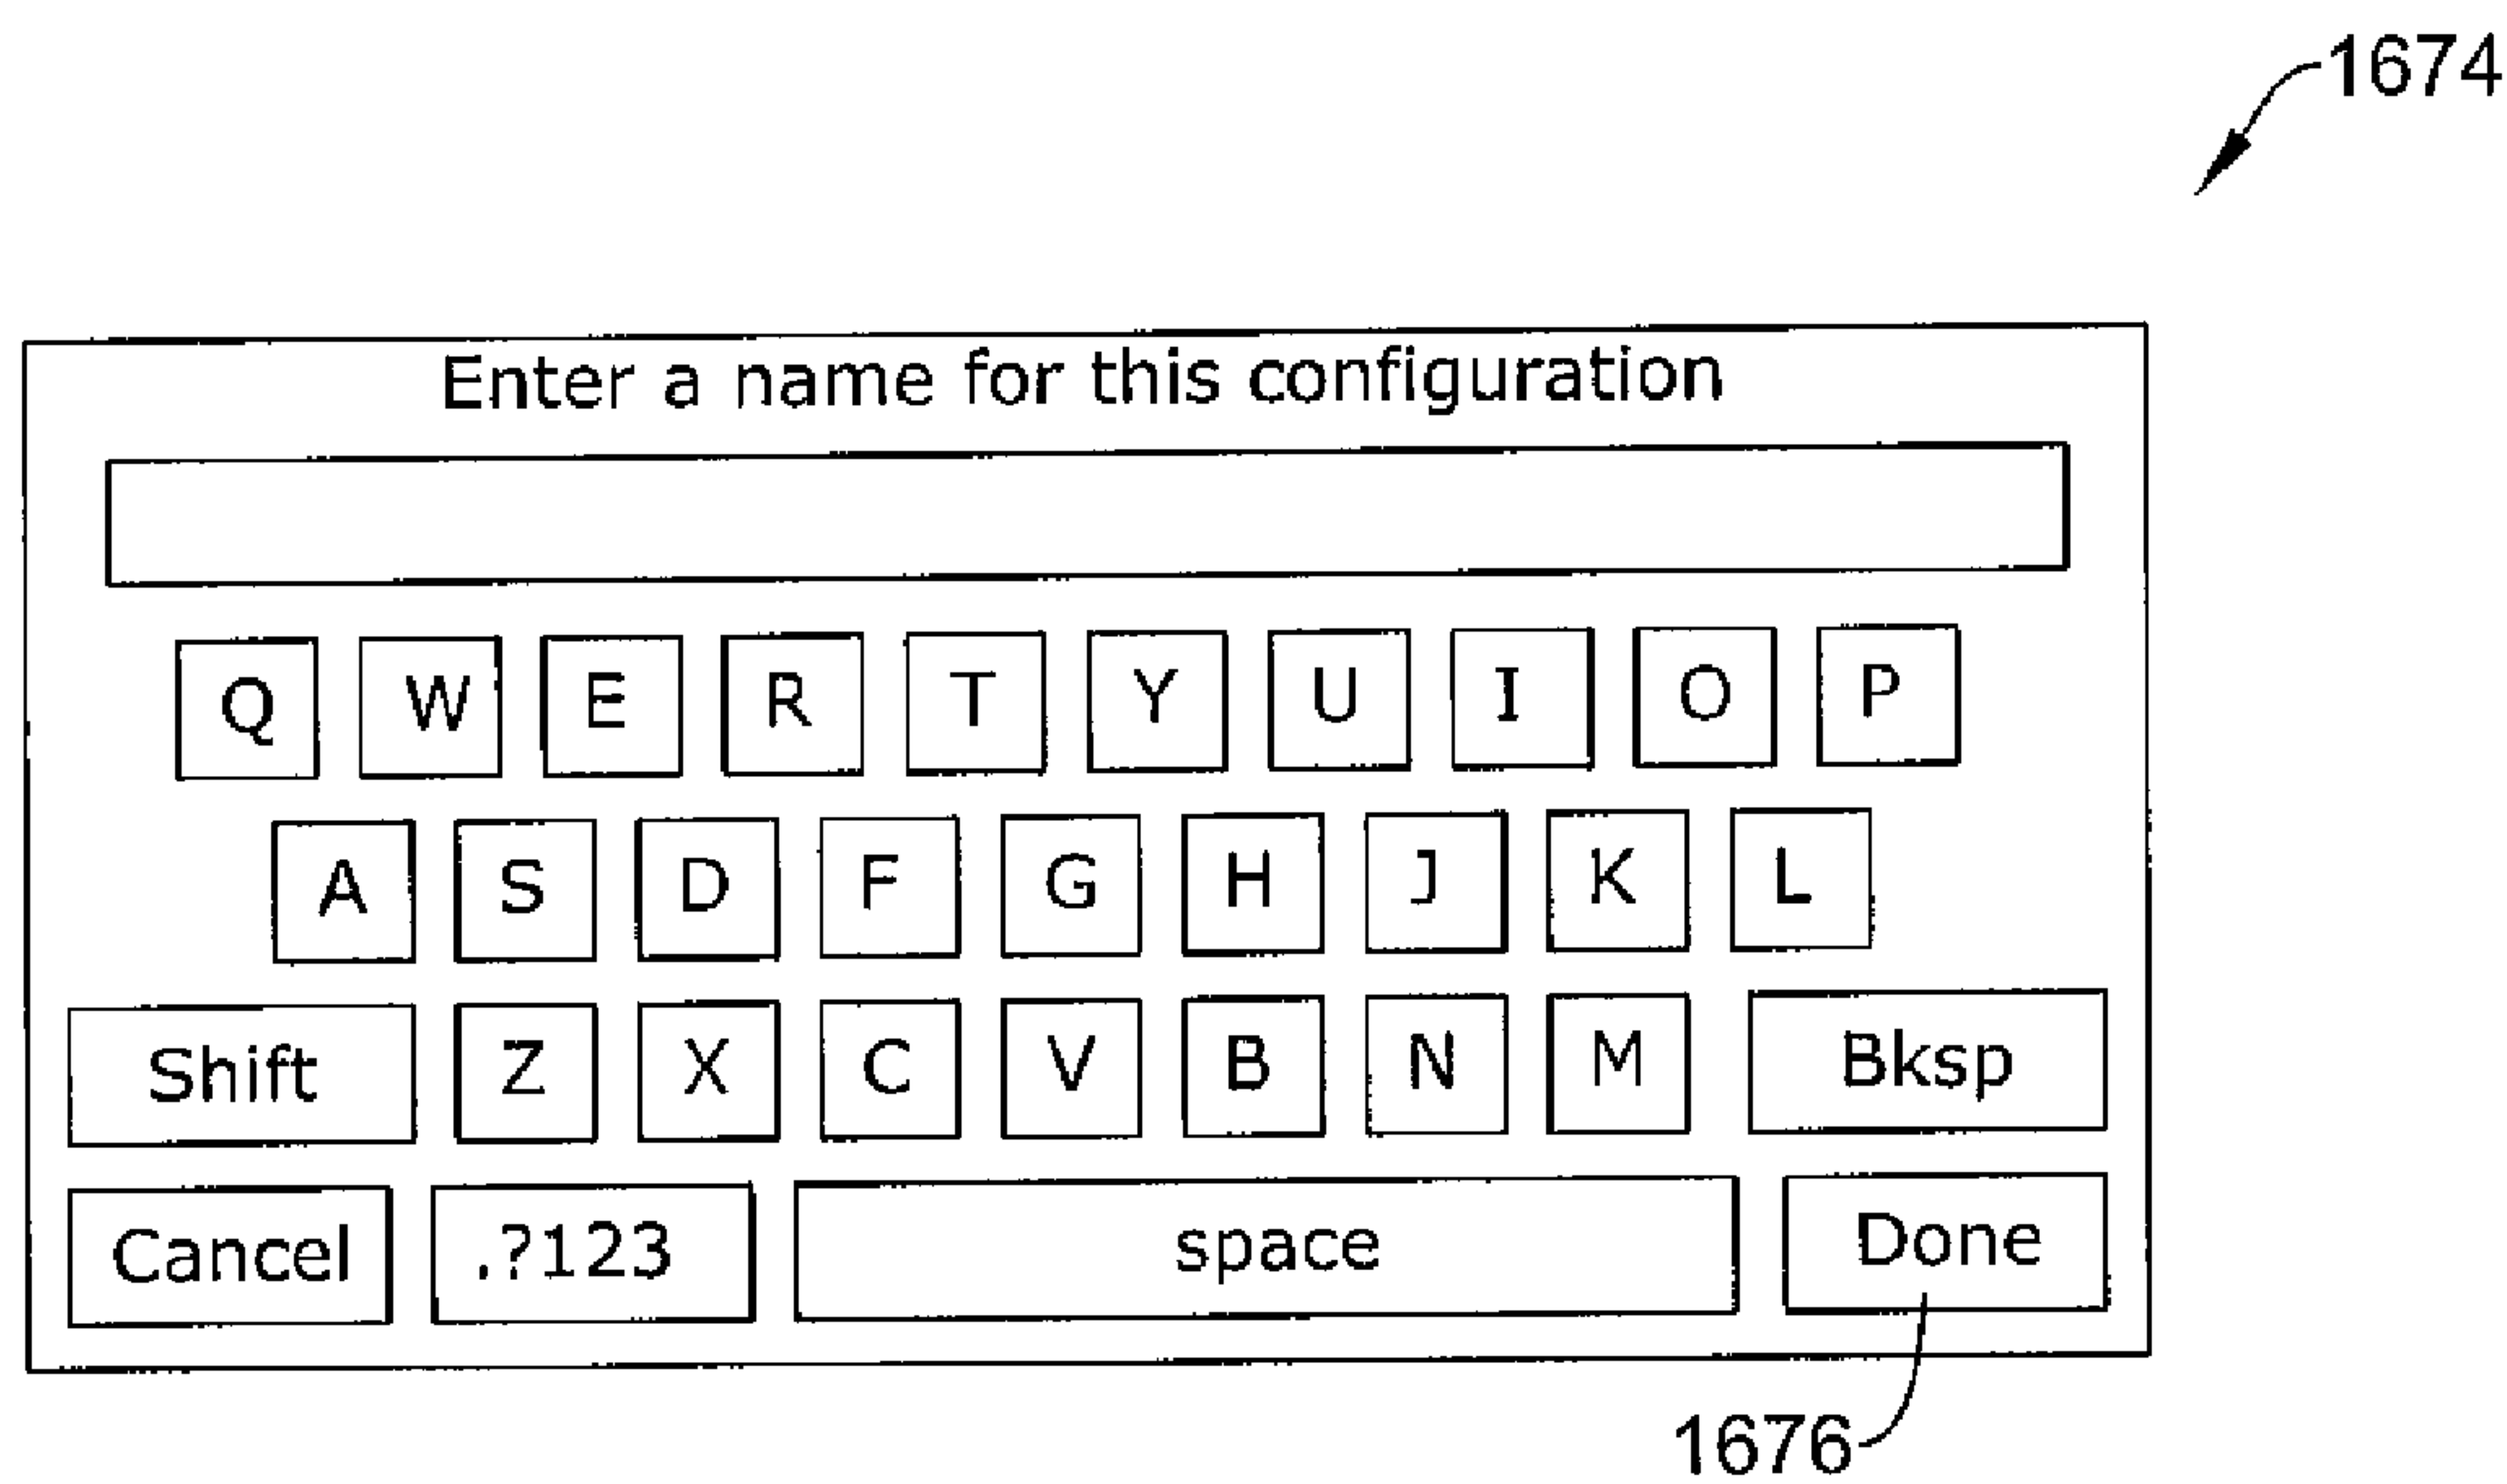 1674
Enter a name for this configuration
Q W E R T Y U I O P
A S D F G H J K L
Shift Z X C V B N M Bksp
Cancel .?123 space Done
1676